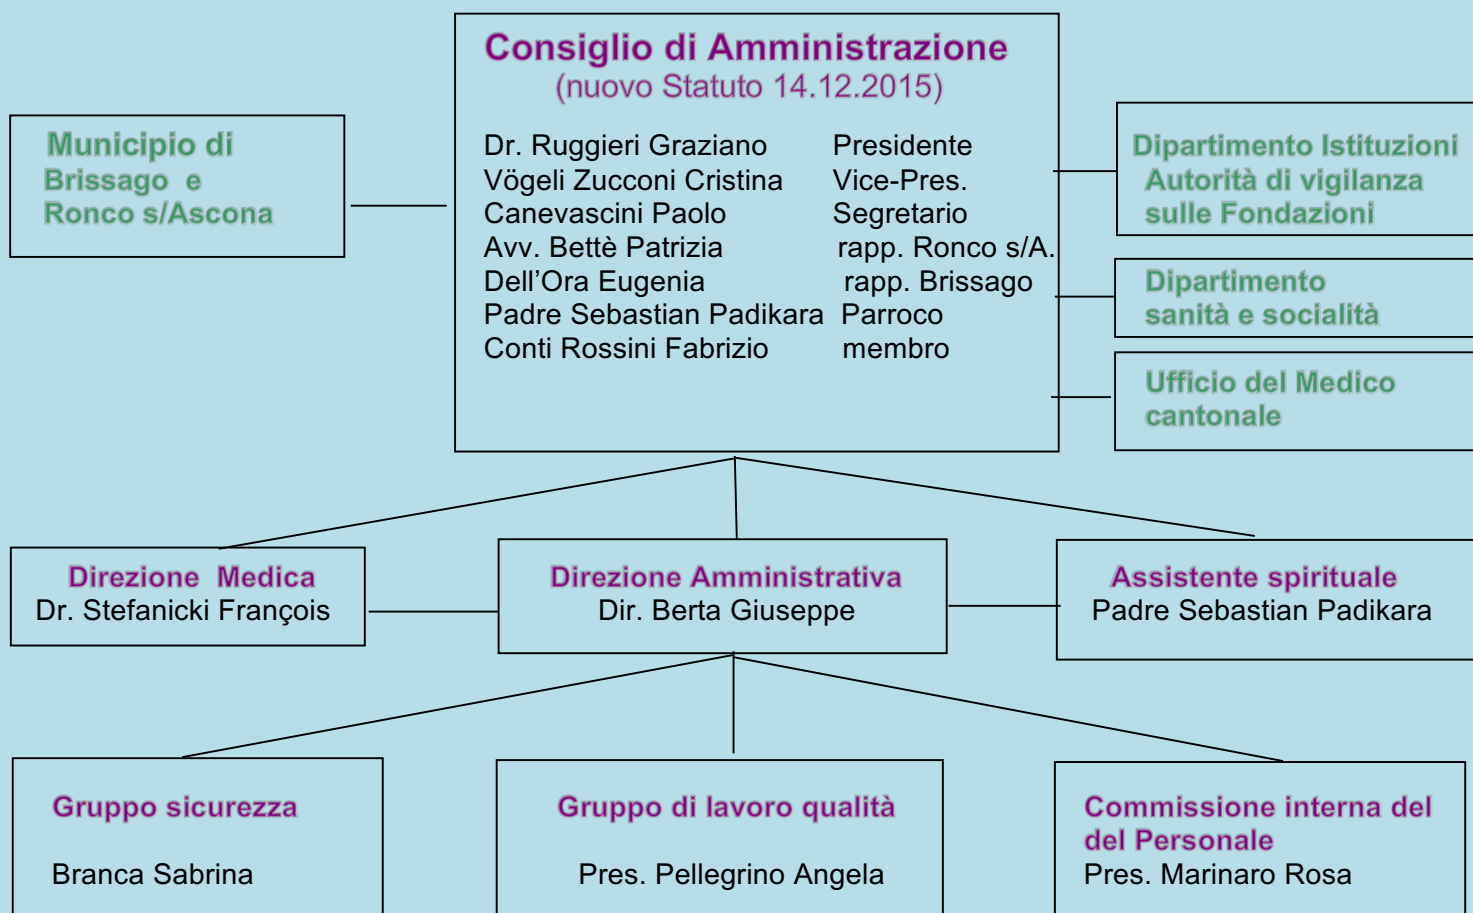 Consiglio di Amministrazione
(nuovo Statuto 14.12.2015)
Dr. Ruggieri Graziano Presidente
Vögeli Zucconi Cristina Vice-Pres.
Canevascini Paolo Segretario
Avv. Bettè Patrizia rapp. Ronco s/A.
Dell'Ora Eugenia rapp. Brissago
Padre Sebastian Padikara Parroco
Conti Rossini Fabrizio membro
Municipio di
Brissago e
Ronco s/Ascona
Dipartimento Istituzioni
Autorità di vigilanza
sulle Fondazioni
Dipartimento
sanità e socialità
Ufficio del Medico
cantonale
Direzione Medica
Dr. Stefanicki François
Direzione Amministrativa
Dir. Berta Giuseppe
Assistente spirituale
Padre Sebastian Padikara
Gruppo sicurezza
Branca Sabrina
Gruppo di lavoro qualità
Pres. Pellegrino Angela
Commissione interna del
del Personale
Pres. Marinaro Rosa